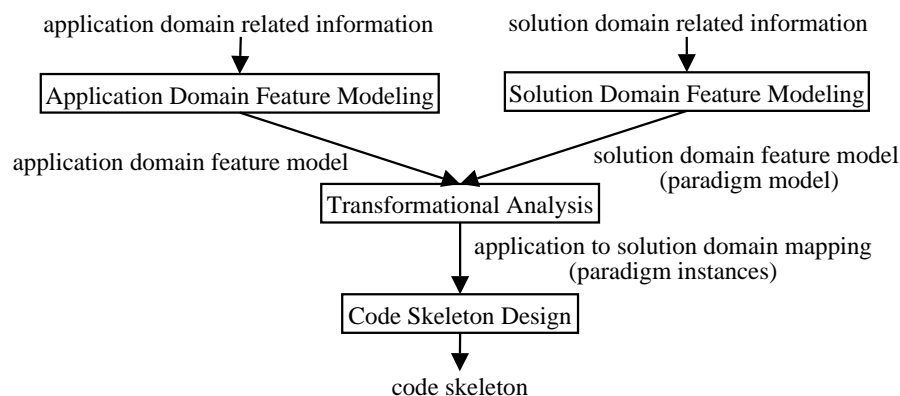 application domain related information
solution domain related information
Application Domain Feature Modeling
Solution Domain Feature Modeling
application domain feature model
solution domain feature model
(paradigm model)
Transformational Analysis
application to solution domain mapping
(paradigm instances)
Code Skeleton Design
code skeleton